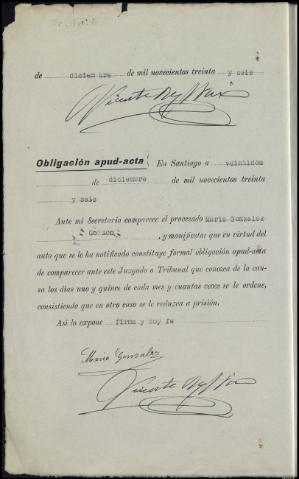 de diciembre de mil novecientos treinta y seis
Obligación apud-acta
En Santiago a veintidos
de diciembre de mil novecientos treinta
y seis
Ante mi Secretario comparece el procesado Mario Gonzalez
y manifiesta: que en virtud del
auto que se le ha notificado constituye formal obligación apud-acta
de comparecer ante este Juzgado o Tribunal que conozca de la cau-
sa los dias uno y quince de cada mes y cuantas veces se le ordene,
consistiendo que en otro caso se le reduzca a prisión.
Asi lo expone firma y doy fé
Mario Gonzalez